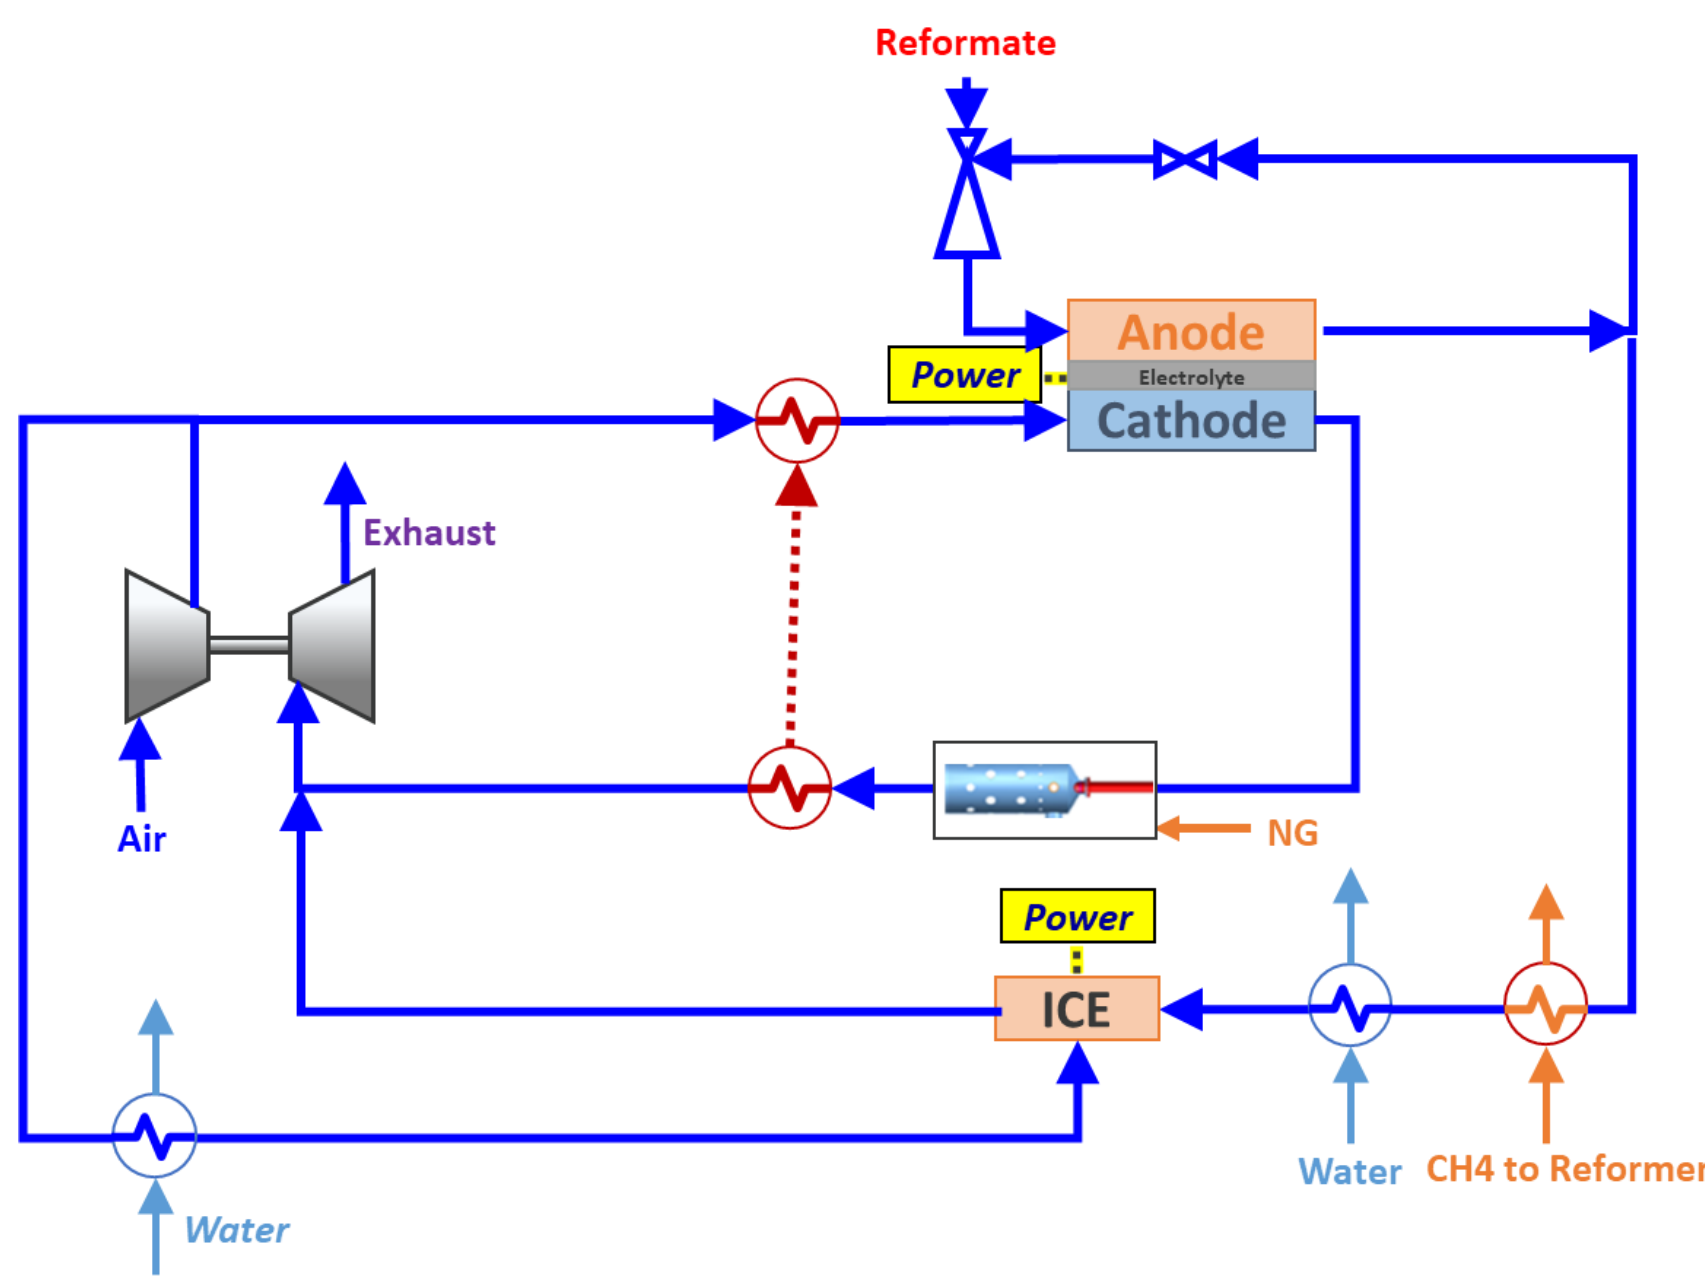 Reformate
Anode
Power
Electrolyte
Cathode
Exhaust
Air
NG
Power
ICE
Water
CH4 to Reformer
Water